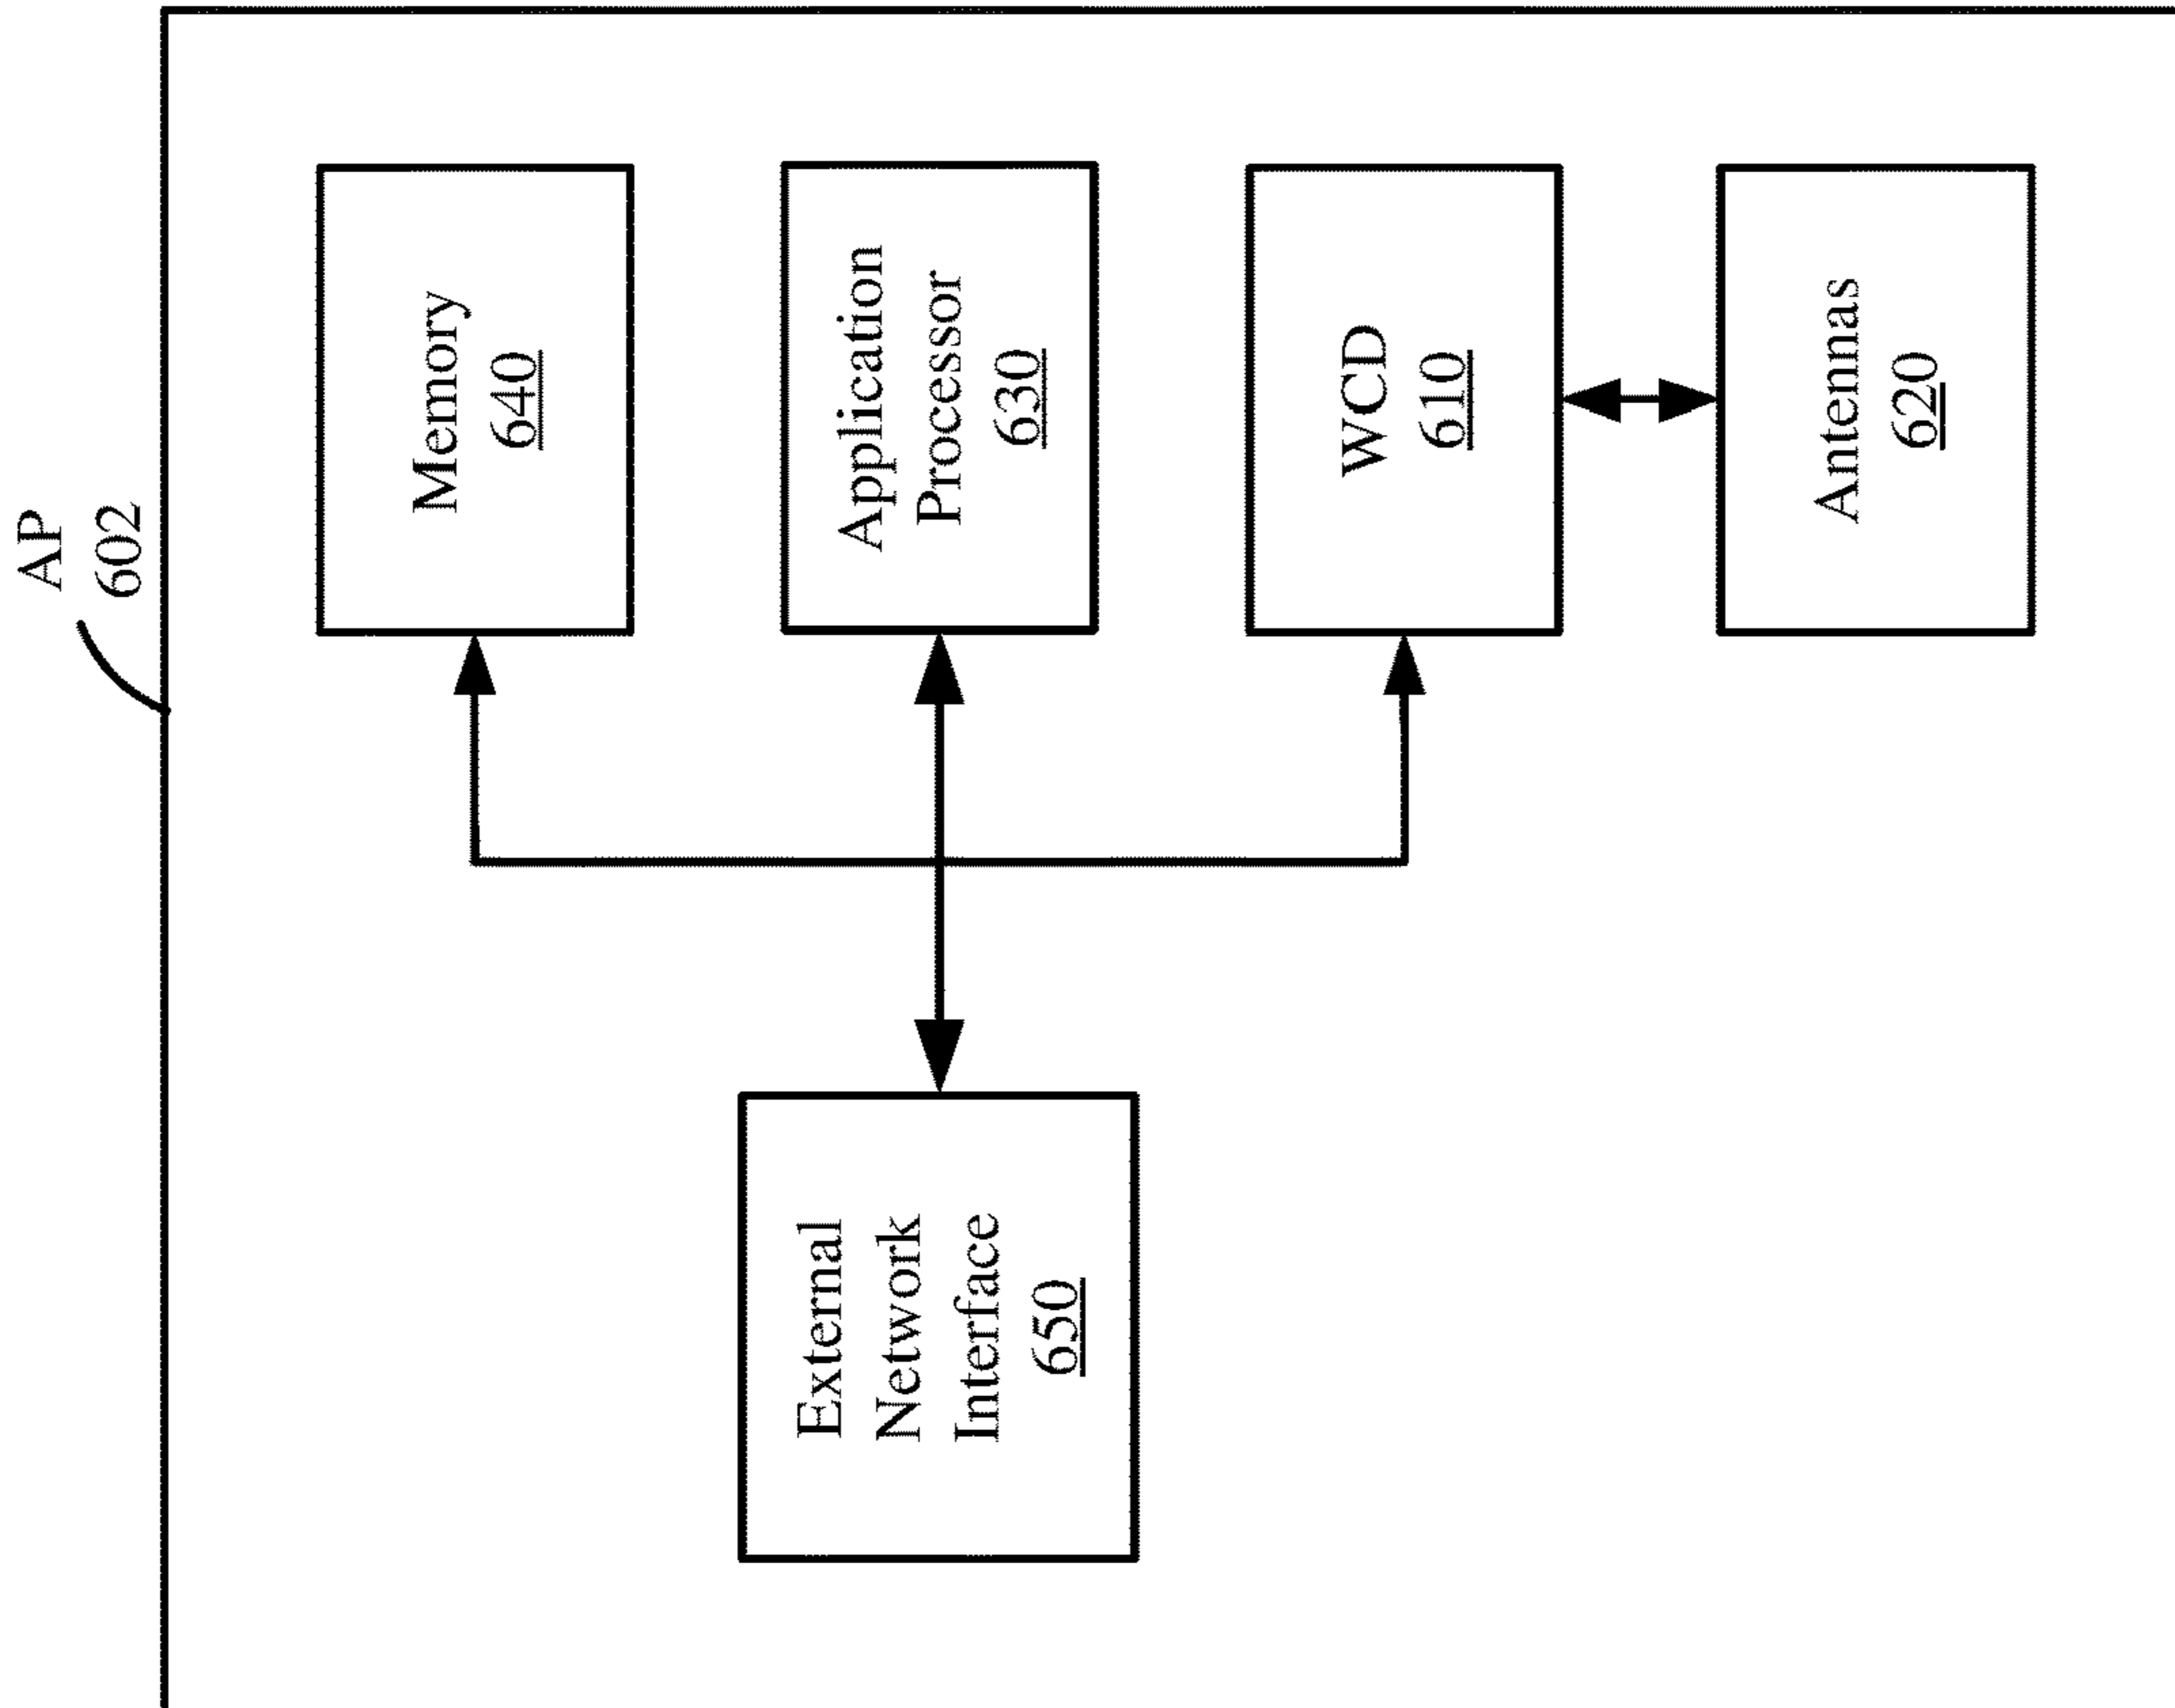 AP
602
Memory
640
Application
Processor
630
WCD
610
Antennas
620
External
Network
Interface
650